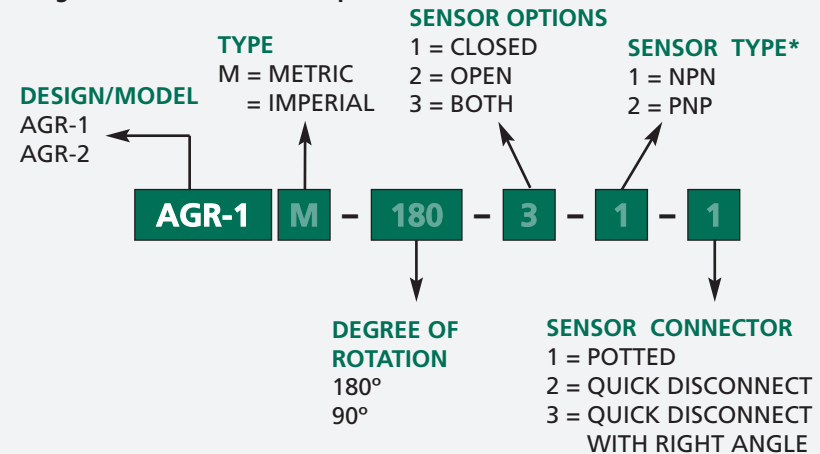 SENSOR OPTIONS
1 = CLOSED
2 = OPEN
3 = BOTH
TYPE
M = METRIC
= IMPERIAL
SENSOR TYPE*
1 = NPN
2 = PNP
DESIGN/MODEL
AGR-1
AGR-2
AGR-1 M – 180 – 3 – 1 – 1
DEGREE OF
ROTATION
180º
90º
SENSOR CONNECTOR
1 = POTTED
2 = QUICK DISCONNECT
3 = QUICK DISCONNECT
WITH RIGHT ANGLE